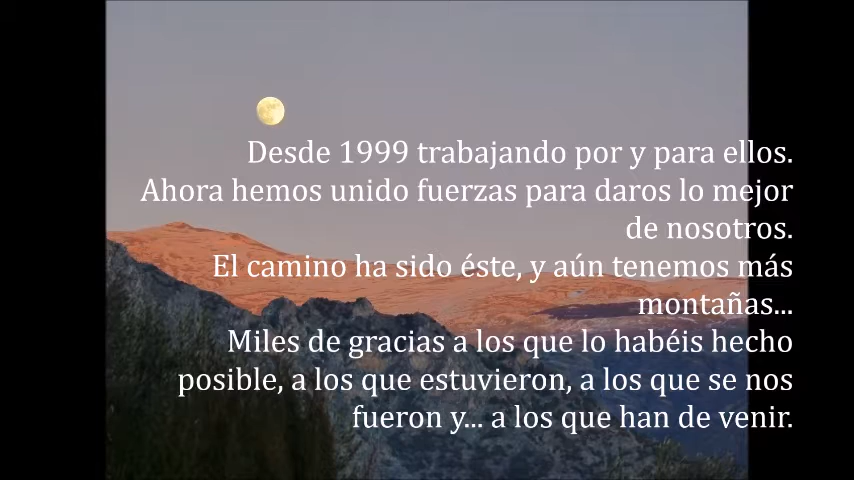 Desde 1999 trabajando por y para ellos.
Ahora hemos unido fuerzas para daros lo mejor
de nosotros.
El camino ha sido éste, y aún tenemos más
montañas...
Miles de gracias a los que lo habéis hecho
posible, a los que estuvieron, a los que se nos
fueron y... a los que han de venir.